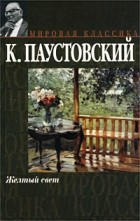 МИРОВАЯ КЛАССИКА
К. ПАУСТОВСКИЙ
Желтый свет